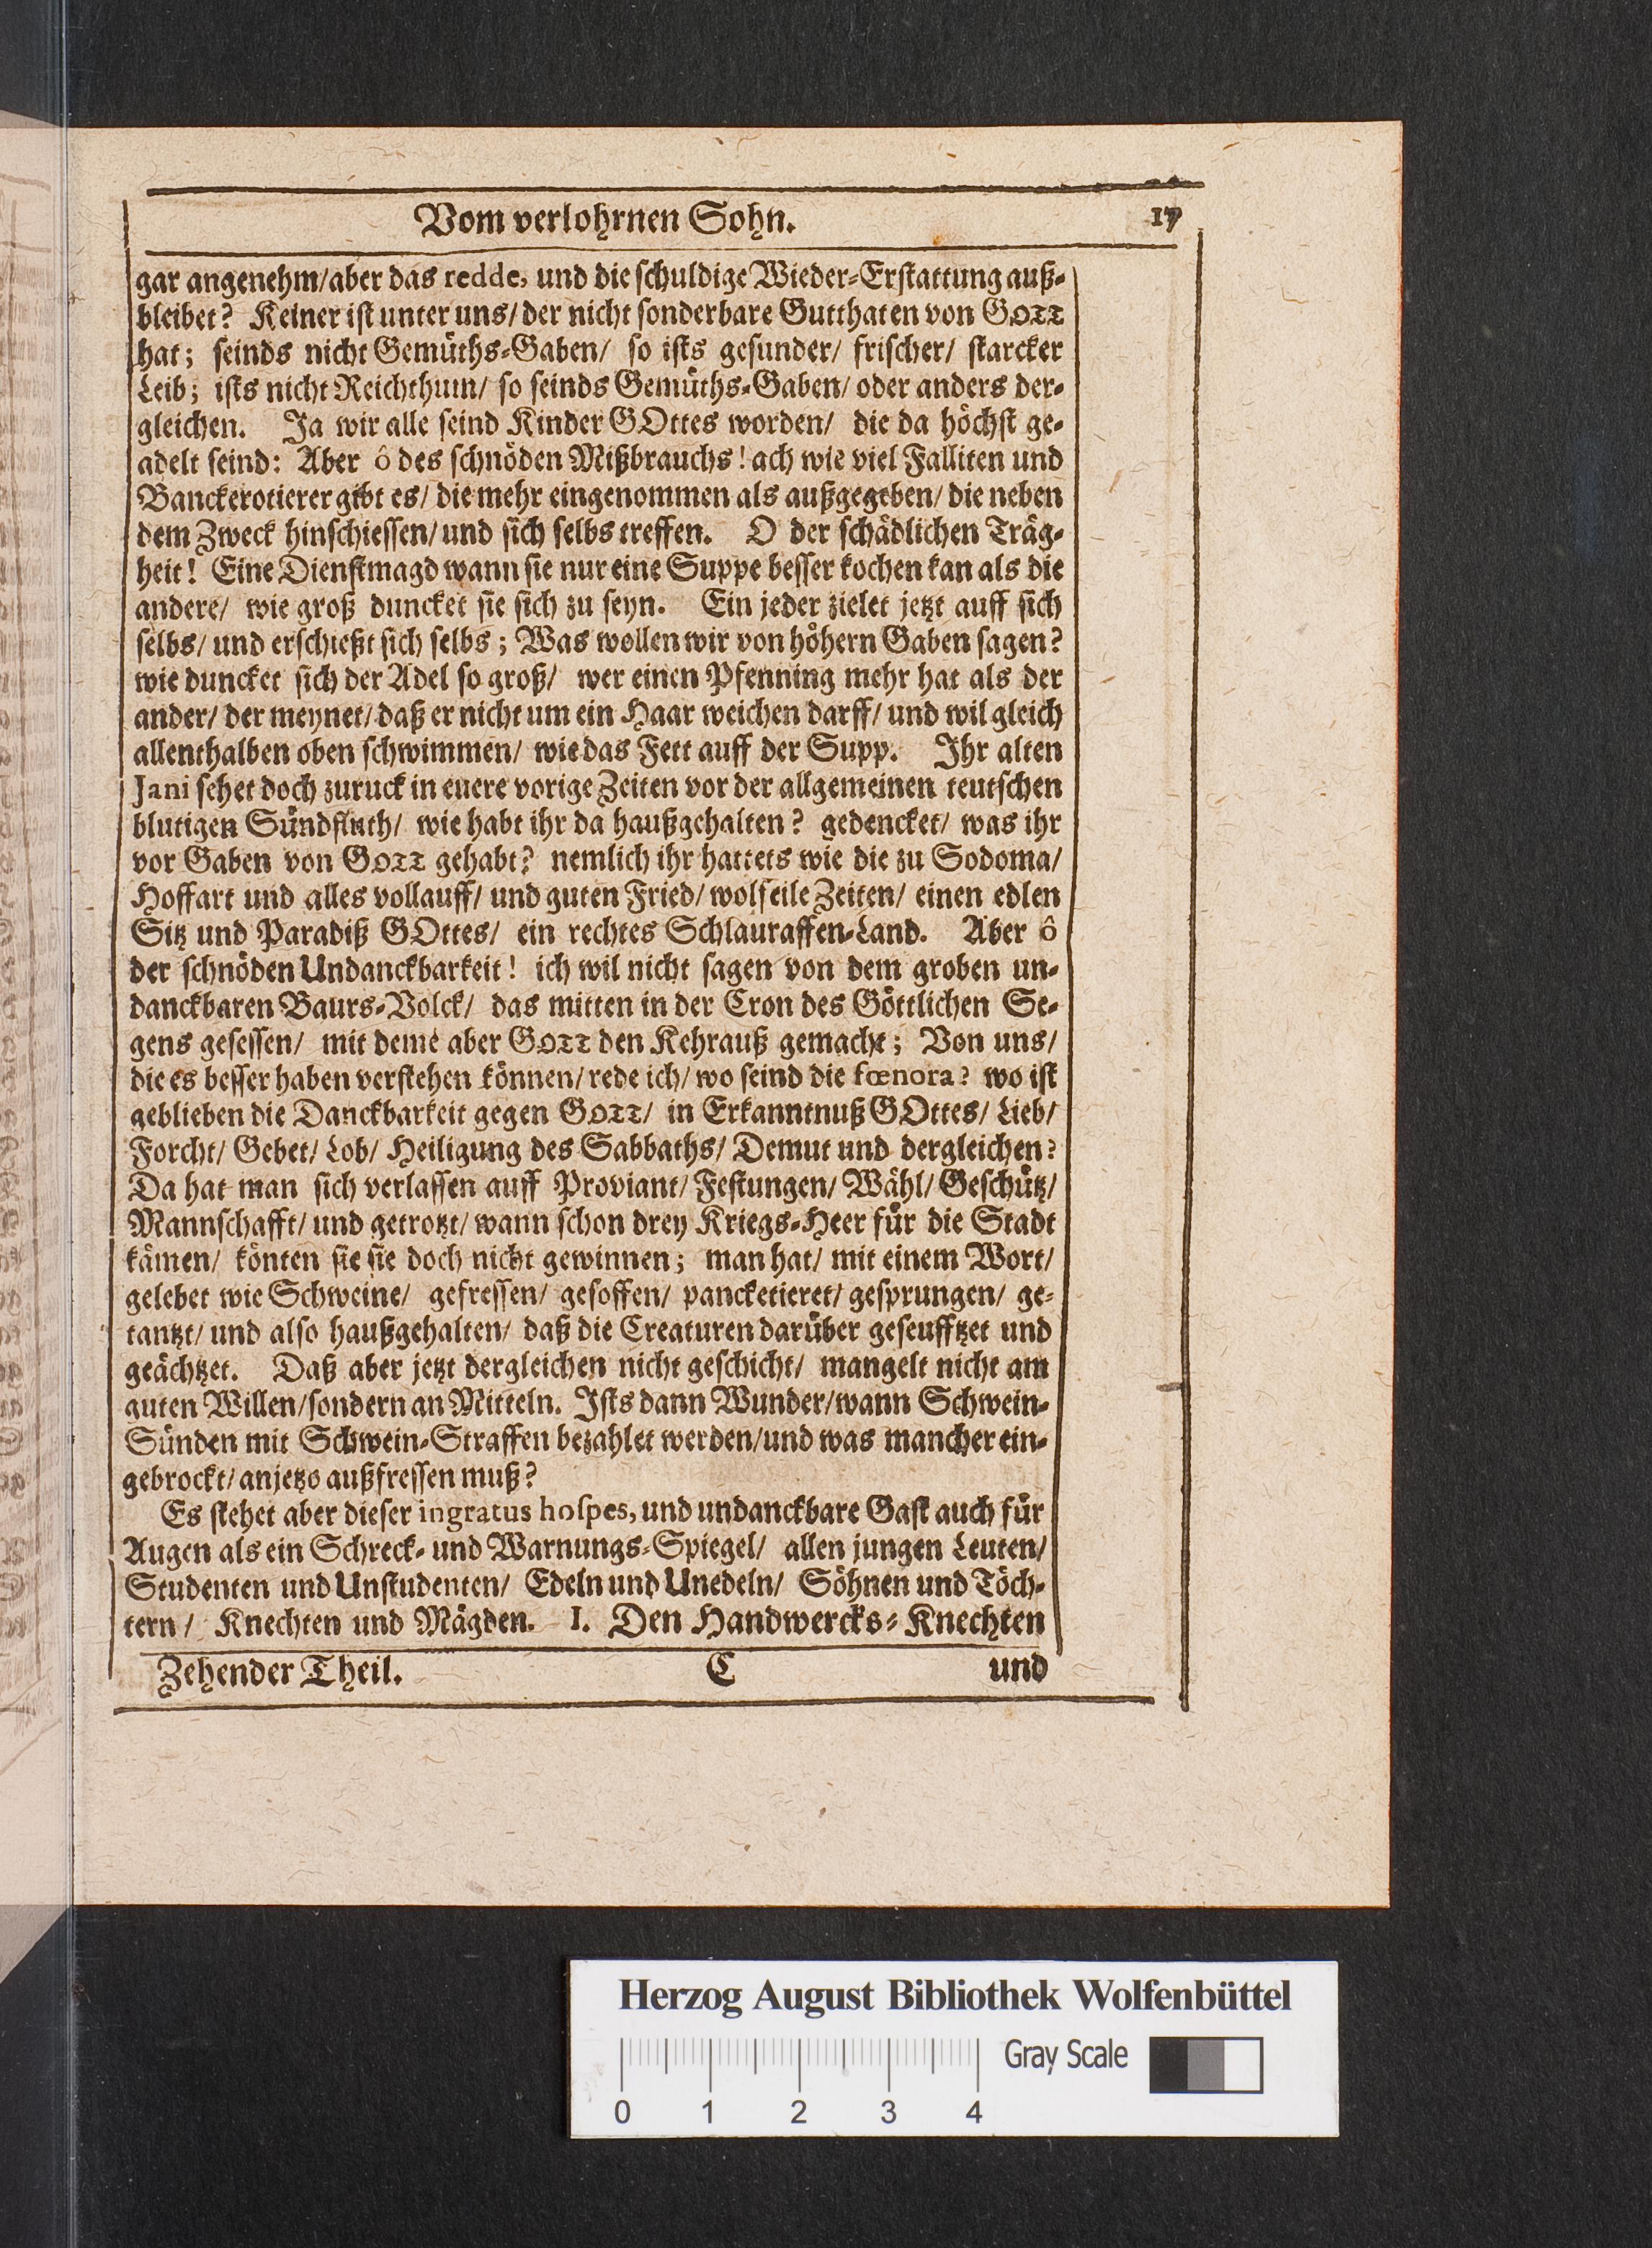 Vom verlohrnen Sohn. 17
gar angenehm/aber das redde, und die schuldige Wieder-Erstattung auß-
bleibet? Keiner ist unter uns/ der nicht sonderbare Gutthaten von GOTT
hat; seinds nicht Gemüths-Gaben/ so ists gesunder/ frischer/ starcker
Leib; ists nicht Reichthum/ so seinds Gemüths-Gaben/ oder anders der-
gleichen. Ja wir alle seind Kinder GOttes worden/ die da höchst ge-
adelt seind: Aber ô des schnöden Mißbrauchs! ach wie viel Falliten und
Banckerotierer gibt es/ die mehr eingenommen als außgegeben/ die neben
dem Zweck hinschiessen/ und sich selbs treffen. O der schädlichen Träg-
heit! Eine Dienstmagd wann sie nur eine Suppe besser kochen kan als die
andere/ wie groß duncket sie sich zu seyn. Ein jeder zielet jetzt auff sich
selbs/ und erschießt sich selbs; Was wollen wir von höhern Gaben sagen?
wie duncket sich der Adel so groß/ wer einen Pfenning mehr hat als der
ander/ der meynet/ daß er nicht um ein Haar weichen darff/ und wil gleich
allenthalben oben schwimmen/ wie das Fett auff der Supp. Ihr alten
Jani sehet doch zuruck in euere vorige Zeiten vor der allgemeinen teutschen
blutigen Sündfluth/ wie habt ihr da haußgehalten? gedencket/ was ihr
vor Gaben von GOTT gehabt? nemlich ihr hattets wie die zu Sodoma/
Hoffart und alles vollauff/ und guten Fried/ wolfeile Zeiten/ einen edlen
Sitz und Paradiß GOttes/ ein rechtes Schlauraffen-Land. Aber ô
der schnöden Undanckbarkeit! ich wil nicht sagen von dem groben un-
danckbaren Baurs-Volck/ das mitten in der Cron des Göttlichen Se-
gens gesessen/ mit deme aber GOTT den Kehrauß gemacht; Von uns/
die es besser haben verstehen können/ rede ich/ wo seind die fœnora? wo ist
geblieben die Danckbarkeit gegen GOTT/ in Erkanntnuß GOttes/ Lieb/
Forcht/ Gebet/ Lob/ Heiligung des Sabbaths/ Demut und dergleichen?
Da hat man sich verlassen auff Proviant/ Festungen/ Wähl/ Geschütz/
Mannschafft/ und getrotzt/ wann schon drey Kriegs-Heer für die Stadt
kämen/ könten sie sie doch nicht gewinnen; man hat/ mit einem Wort/
gelebet wie Schweine/ gefressen/ gesoffen/ pancketieret/ gesprungen/ ge-
tantzt/ und also haußgehalten/ daß die Creaturen darüber geseufftzet und
geächtzet. Daß aber jetzt dergleichen nicht geschicht/ mangelt nicht am
guten Willen/sondern an Mitteln. Ists dann Wunder/wann Schwein-
Sünden mit Schwein-Straffen bezahlet werden/und was mancher ein-
gebrockt/ anjetzo außfressen muß?
Es stehet aber dieser ingratus hospes, und undanckbare Gast auch für
Augen als ein Schreck- und Warnungs-Spiegel/ allen jungen Leuten/
Studenten und Unstudenten/ Edeln und Unedeln/ Söhnen und Töch-
tern/ Knechten und Mägden. I. Den Handwercks-Knechten
Zehender Theil. C und
Herzog August Bibliothek Wolfenbüttel
Gray Scale
0 1 2 3 4